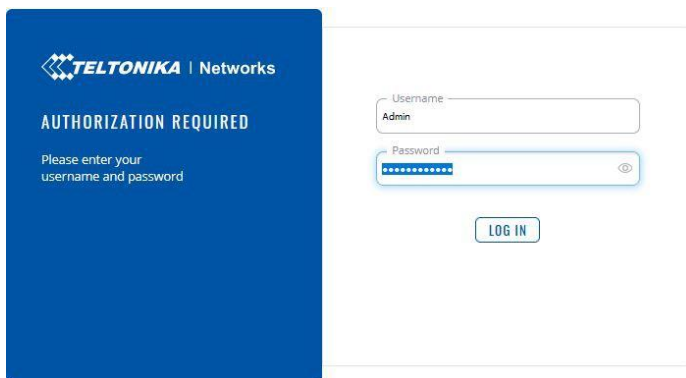 TELTONIKA | Networks
AUTHORIZATION REQUIRED
Please enter your
username and password
Username
Admin
Password
••••••••••••
LOG IN